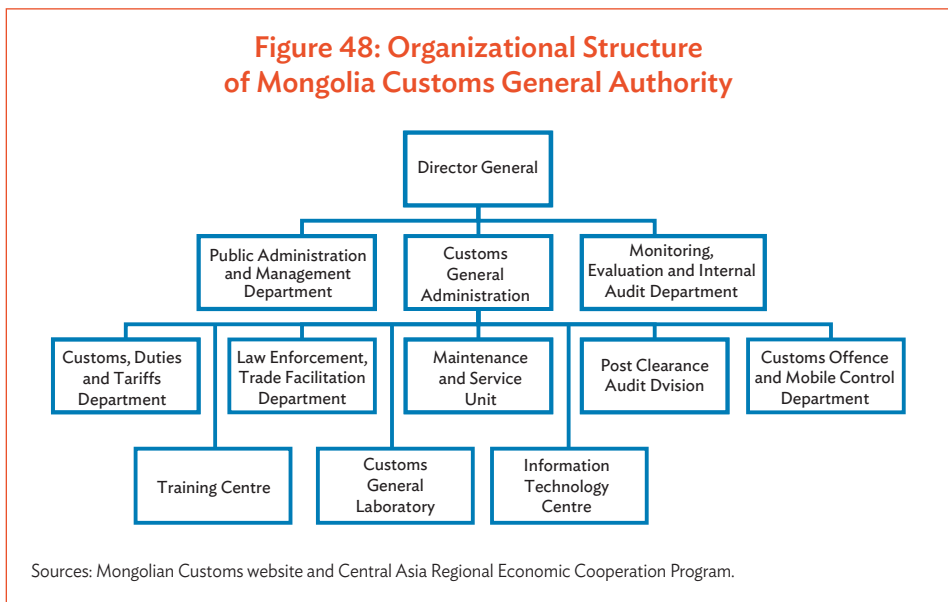 Figure 48: Organizational Structure
of Mongolia Customs General Authority
Director General
Public Administration
and Management
Department
Customs
General
Administration
Monitoring,
Evaluation and Internal
Audit Department
Customs, Duties
and Tariffs
Department
Law Enforcement,
Trade Facilitation
Department
Maintenance
and Service
Unit
Post Clearance
Audit Dvision
Customs Offence
and Mobile Control
Department
Training Centre
Customs
General
Laboratory
Information
Technology
Centre
Sources: Mongolian Customs website and Central Asia Regional Economic Cooperation Program.